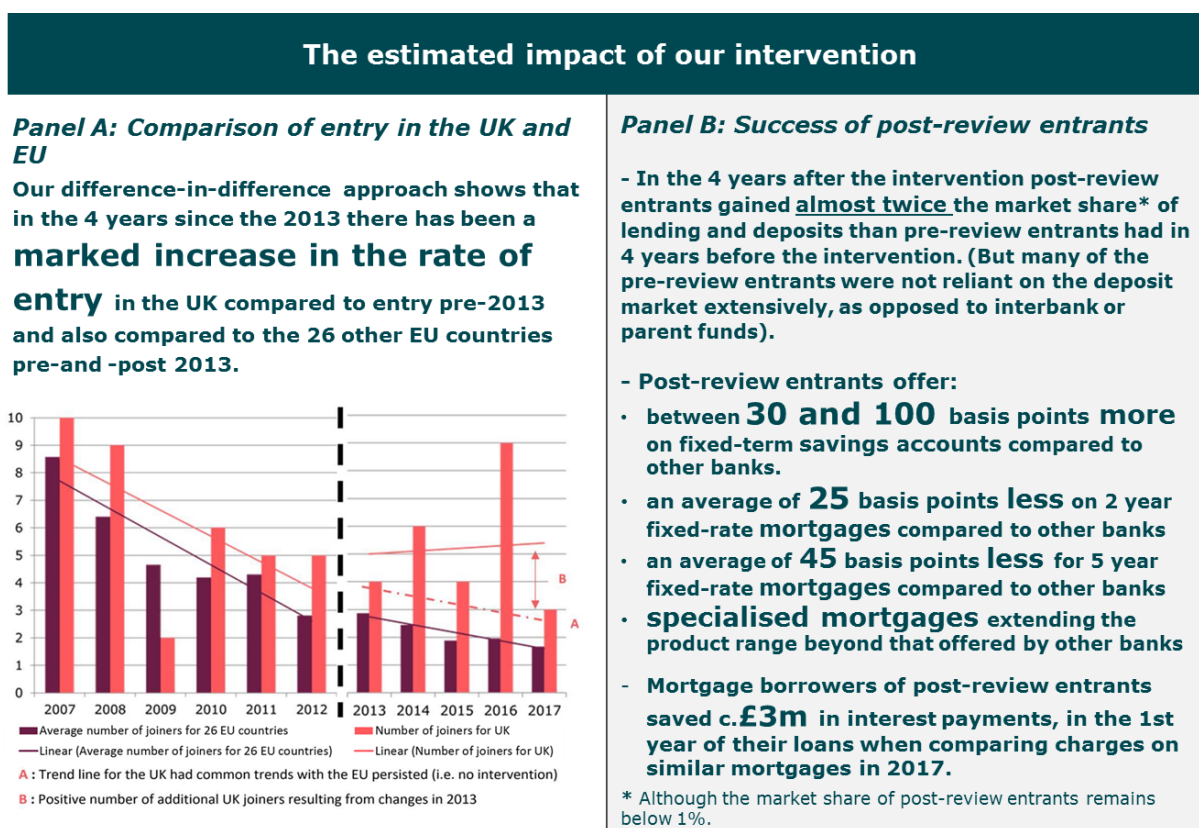 The estimated impact of our intervention
Panel A: Comparison of entry in the UK and
EU
Our difference-in-difference approach shows that
in the 4 years since the 2013 there has been a
marked increase in the rate of
entry in the UK compared to entry pre-2013
and also compared to the 26 other EU countries
pre-and -post 2013.
10
9
8
7
6
5
4
3
2
1
0
B
A
2007 2008 2009 2010 2011 2012 2013 2014 2015 2016 2017
Average number of joiners for 26 EU countries
Number of joiners for UK
Linear (Average number of joiners for 26 EU countries)
Linear (Number of joiners for UK)
A : Trend line for the UK had common trends with the EU persisted (i.e. no intervention)
B : Positive number of additional UK joiners resulting from changes in 2013
Panel B: Success of post-review entrants
- In the 4 years after the intervention post-review
entrants gained almost twice the market share* of
lending and deposits than pre-review entrants had in
4 years before the intervention. (But many of the
pre-review entrants were not reliant on the deposit
market extensively, as opposed to interbank or
parent funds).
- Post-review entrants offer:
• between 30 and 100 basis points more
on fixed-term savings accounts compared to
other banks.
• an average of 25 basis points less on 2 year
fixed-rate mortgages compared to other banks
• an average of 45 basis points less for 5 year
fixed-rate mortgages compared to other banks
• specialised mortgages extending the
product range beyond that offered by other banks
- Mortgage borrowers of post-review entrants
saved c.£3m in interest payments, in the 1st
year of their loans when comparing charges on
similar mortgages in 2017.
* Although the market share of post-review entrants remains
below 1%.